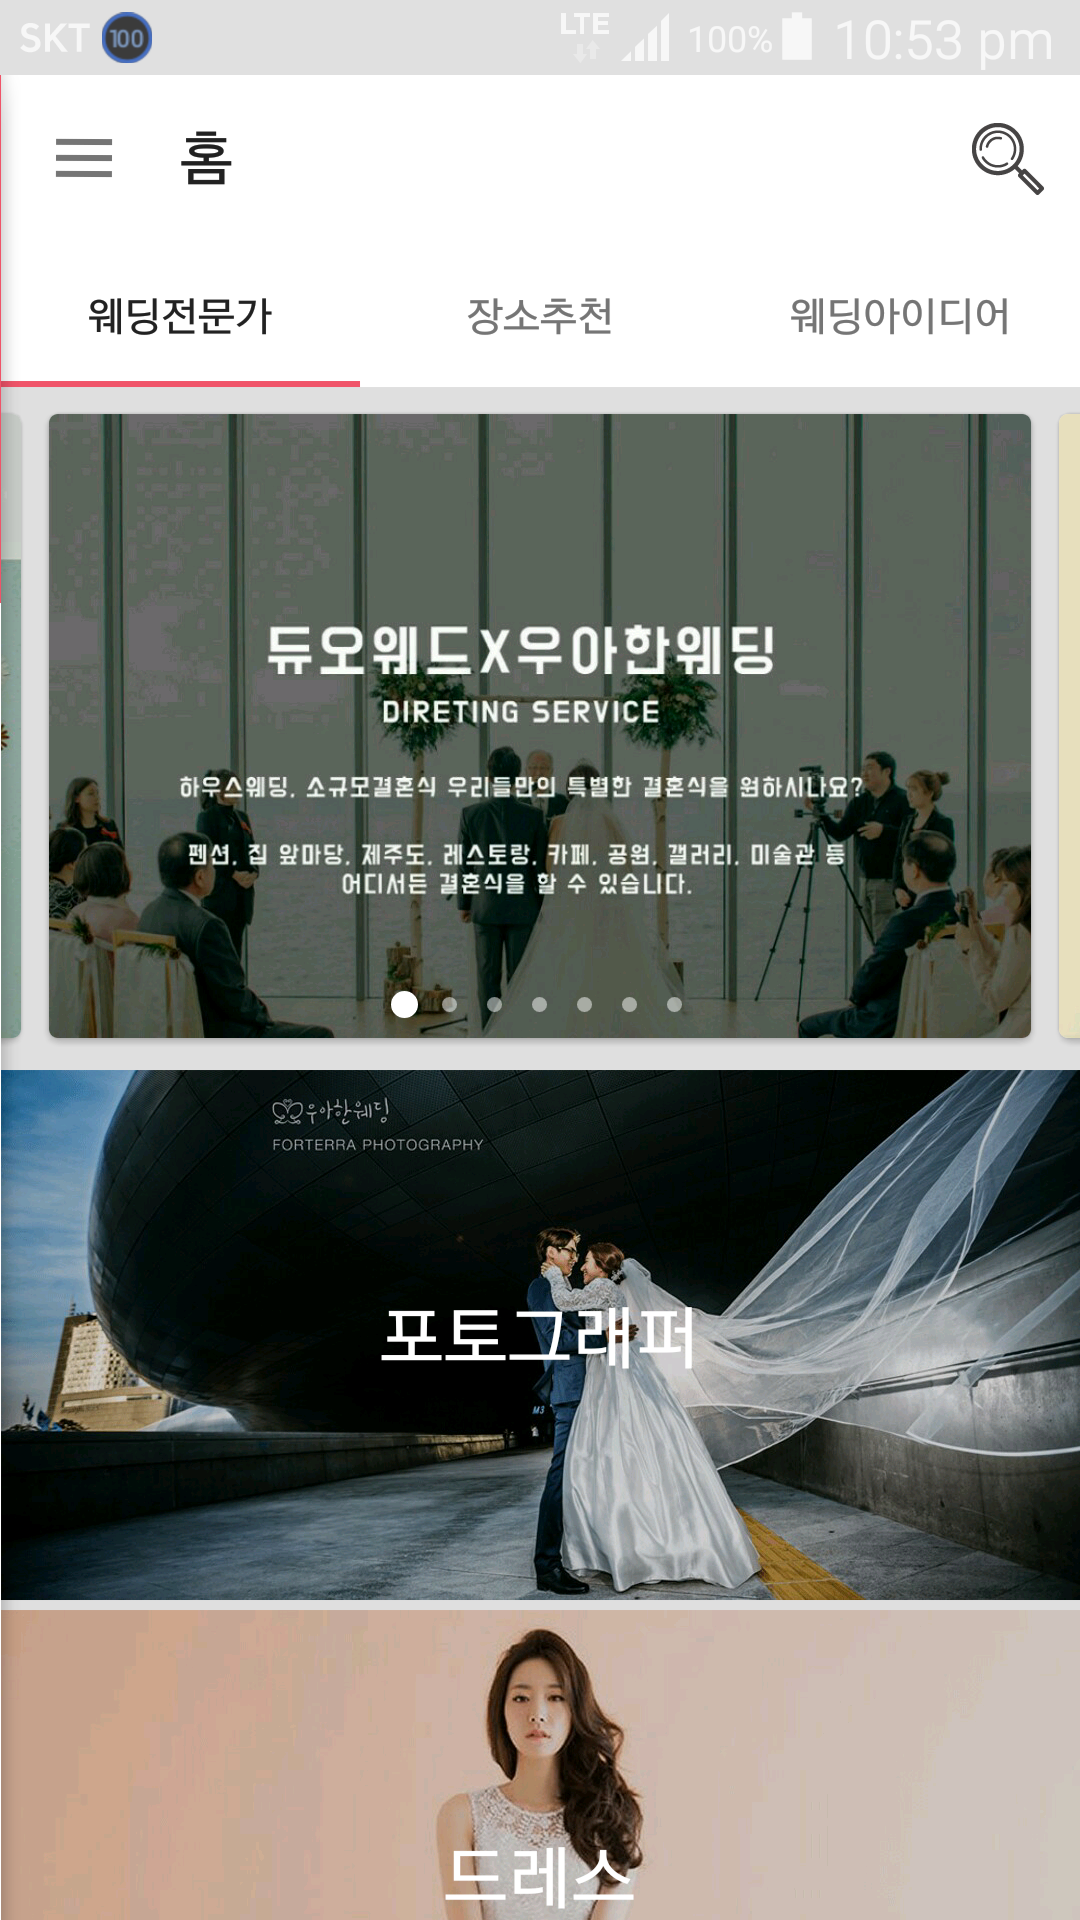 SKT 100 LTE 100% 10:53 pm
홈
웨딩전문가 장소추천 웨딩아이디어
듀오웨드X우아한웨딩
DIRETING SERVICE
하우스웨딩, 소규모결혼식 우리들만의 특별한 결혼식을 원하시나요?
펜션, 집 앞마당, 제주도, 레스토랑, 카페, 공원, 갤러리, 미술관 등
어디서든 결혼식을 할 수 있습니다.
우아한웨딩
FORTERRA PHOTOGRAPHY
포토그래퍼
M3
드레스